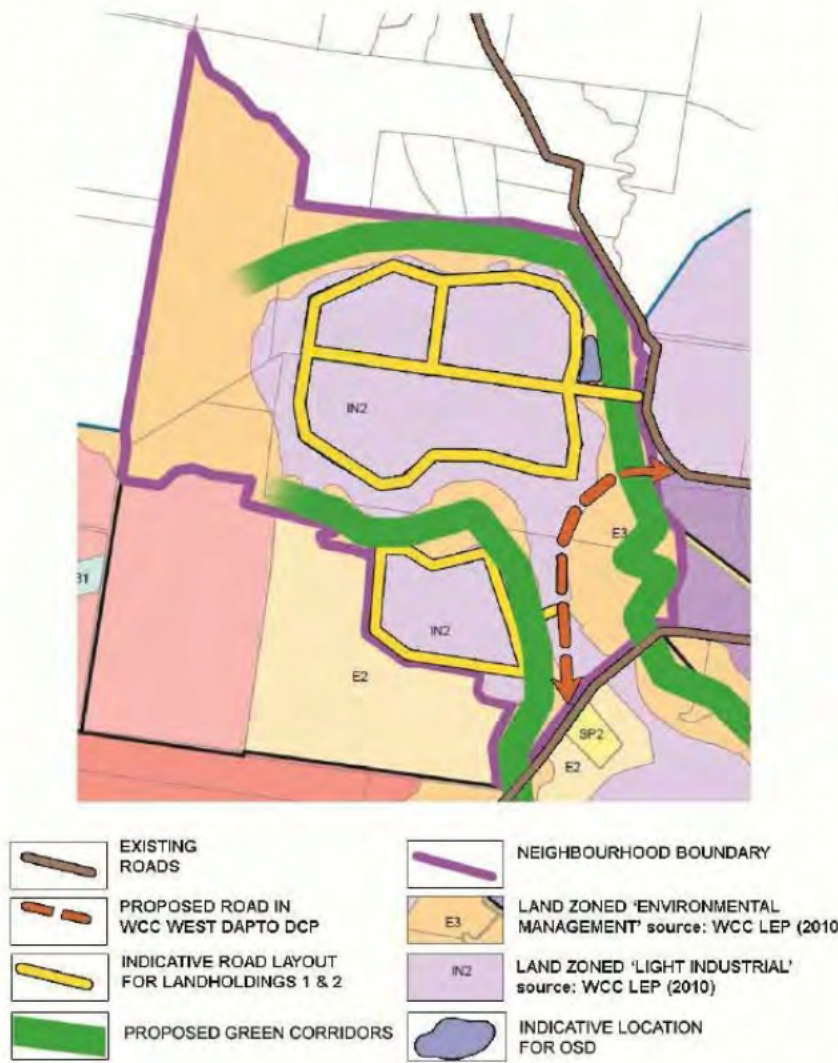 IN2
E3
31
IN2
E2
SP2
E2
EXISTING
ROADS
PROPOSED ROAD IN
WCC WEST DAPTO DCP
INDICATIVE ROAD LAYOUT
FOR LANDHOLDINGS 1 & 2
PROPOSED GREEN CORRIDORS
NEIGHBOURHOOD BOUNDARY
E3
LAND ZONED 'ENVIRONMENTAL
MANAGEMENT' source: WCC LEP (2010
IN2
LAND ZONED 'LIGHT INDUSTRIAL'
source: WCC LEP (2010)
INDICATIVE LOCATION
FOR OSD